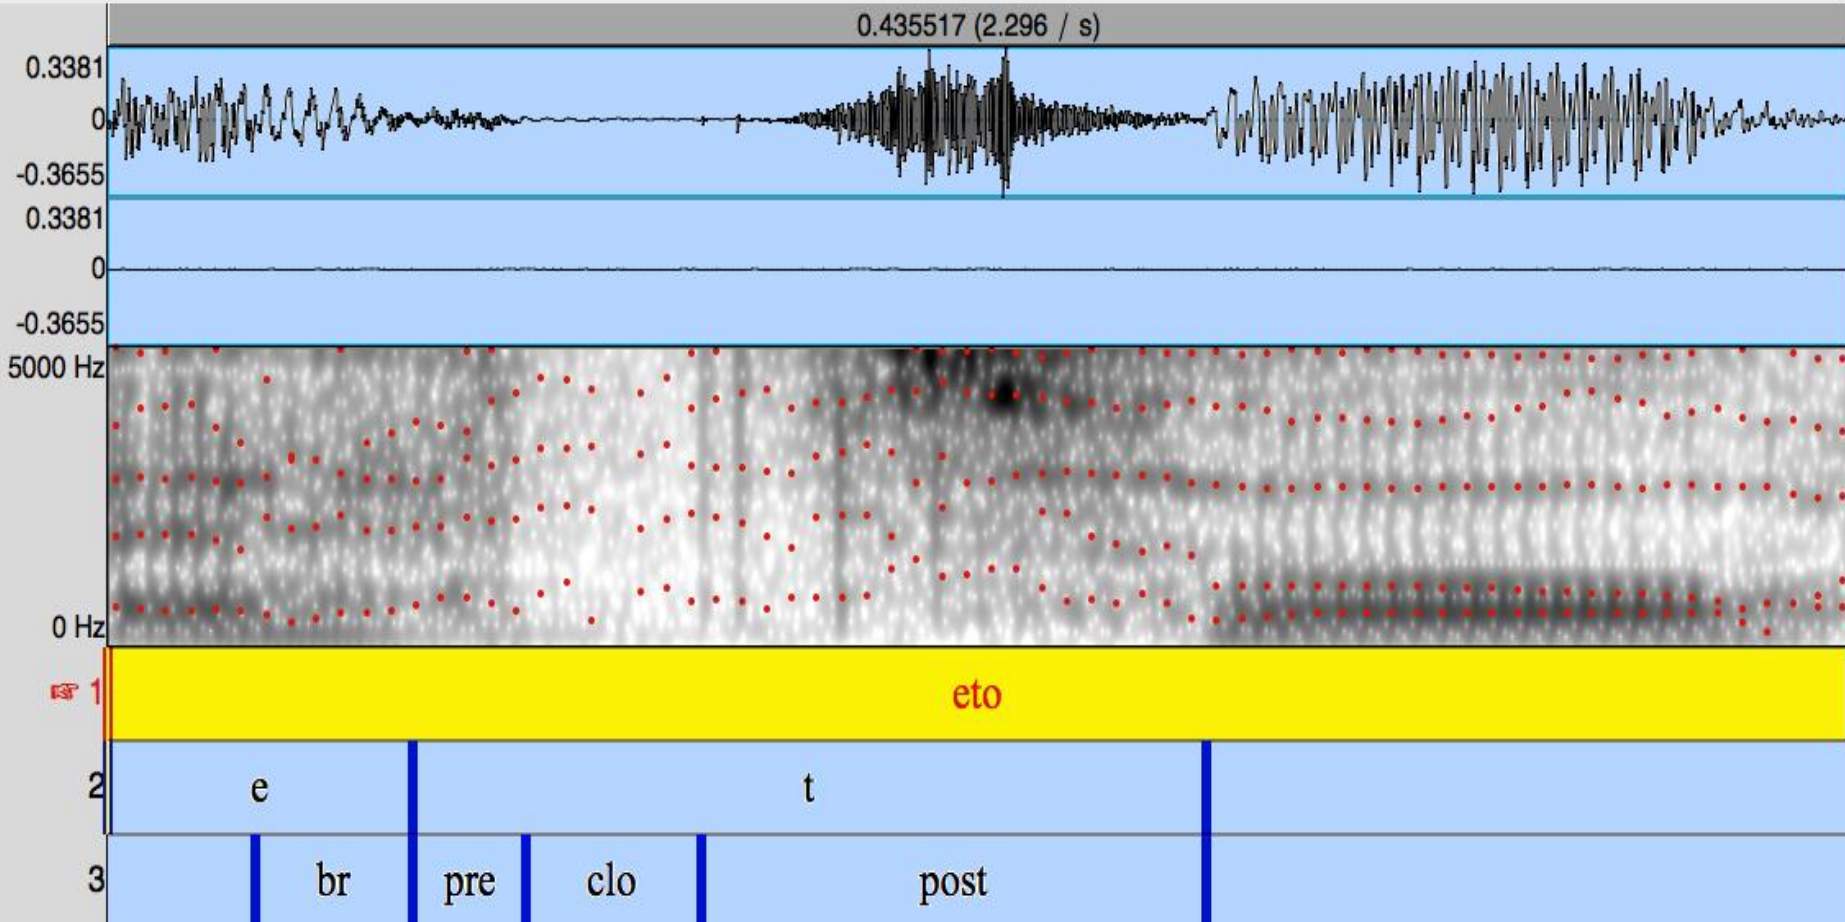 0.435517 (2.296 / s)
0.3381
0
-0.3655
0.3381
0
-0.3655
5000 Hz
0 Hz
☞ 1 eto
2 e t
3 br pre clo post